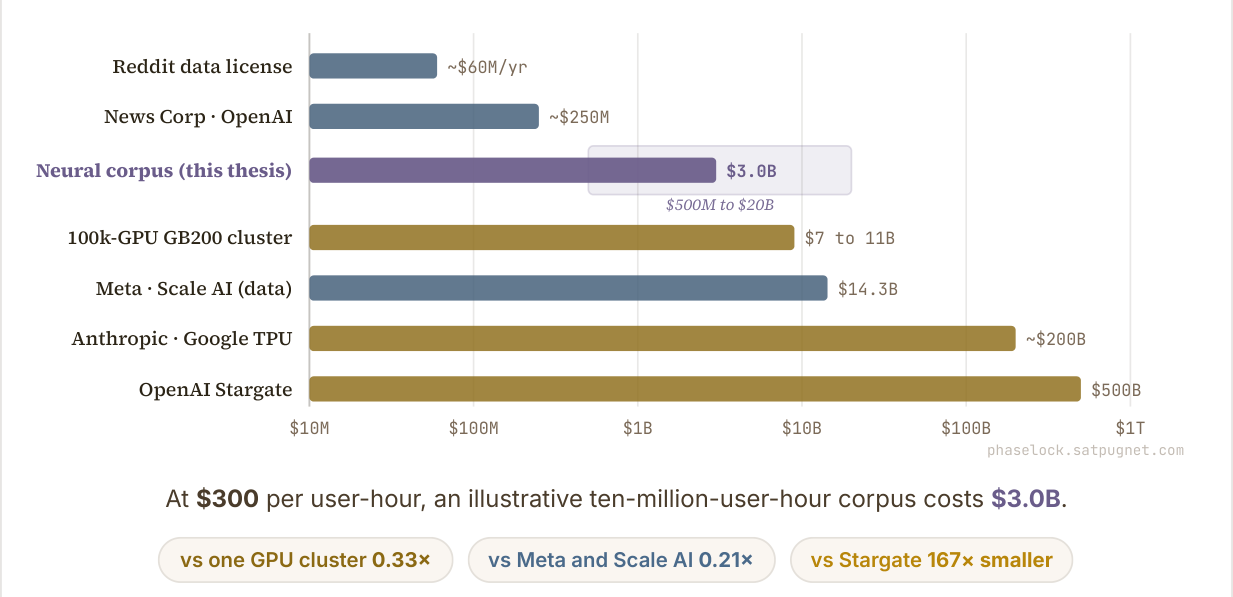 Reddit data license ~$60M/yr
News Corp · OpenAI ~$250M
Neural corpus (this thesis) $3.0B
$500M to $20B
100k-GPU GB200 cluster $7 to 11B
Meta · Scale AI (data) $14.3B
Anthropic · Google TPU ~$200B
OpenAI Stargate $500B
$10M $100M $1B $10B $100B $1T
phaselock.satpugnet.com
At $300 per user-hour, an illustrative ten-million-user-hour corpus costs $3.0B.
vs one GPU cluster 0.33× vs Meta and Scale AI 0.21× vs Stargate 167× smaller